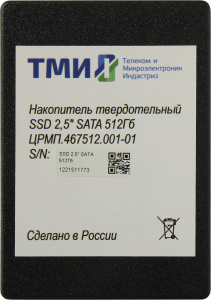 ТМИ
Телеком и
Микроэлектроник
Индастриз
Накопитель твердотельный
SSD 2,5" SATA 512Гб
ЦРМП.467512.001-01
S/N:
SSD 2.5" SATA
512Гб
1221511773
Сделано в России